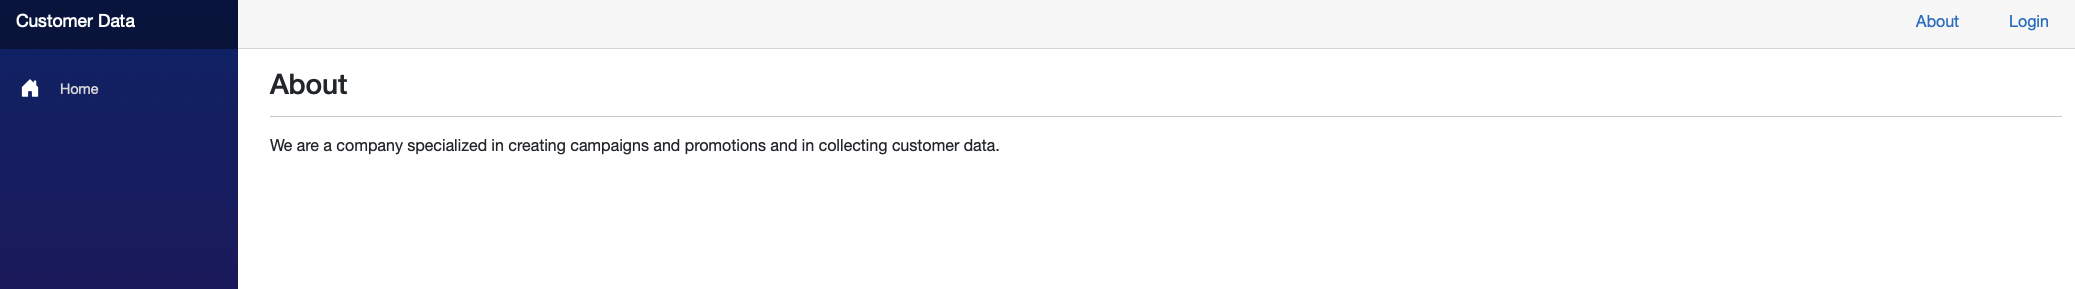 Customer Data
About
Login
Home
About
We are a company specialized in creating campaigns and promotions and in collecting customer data.